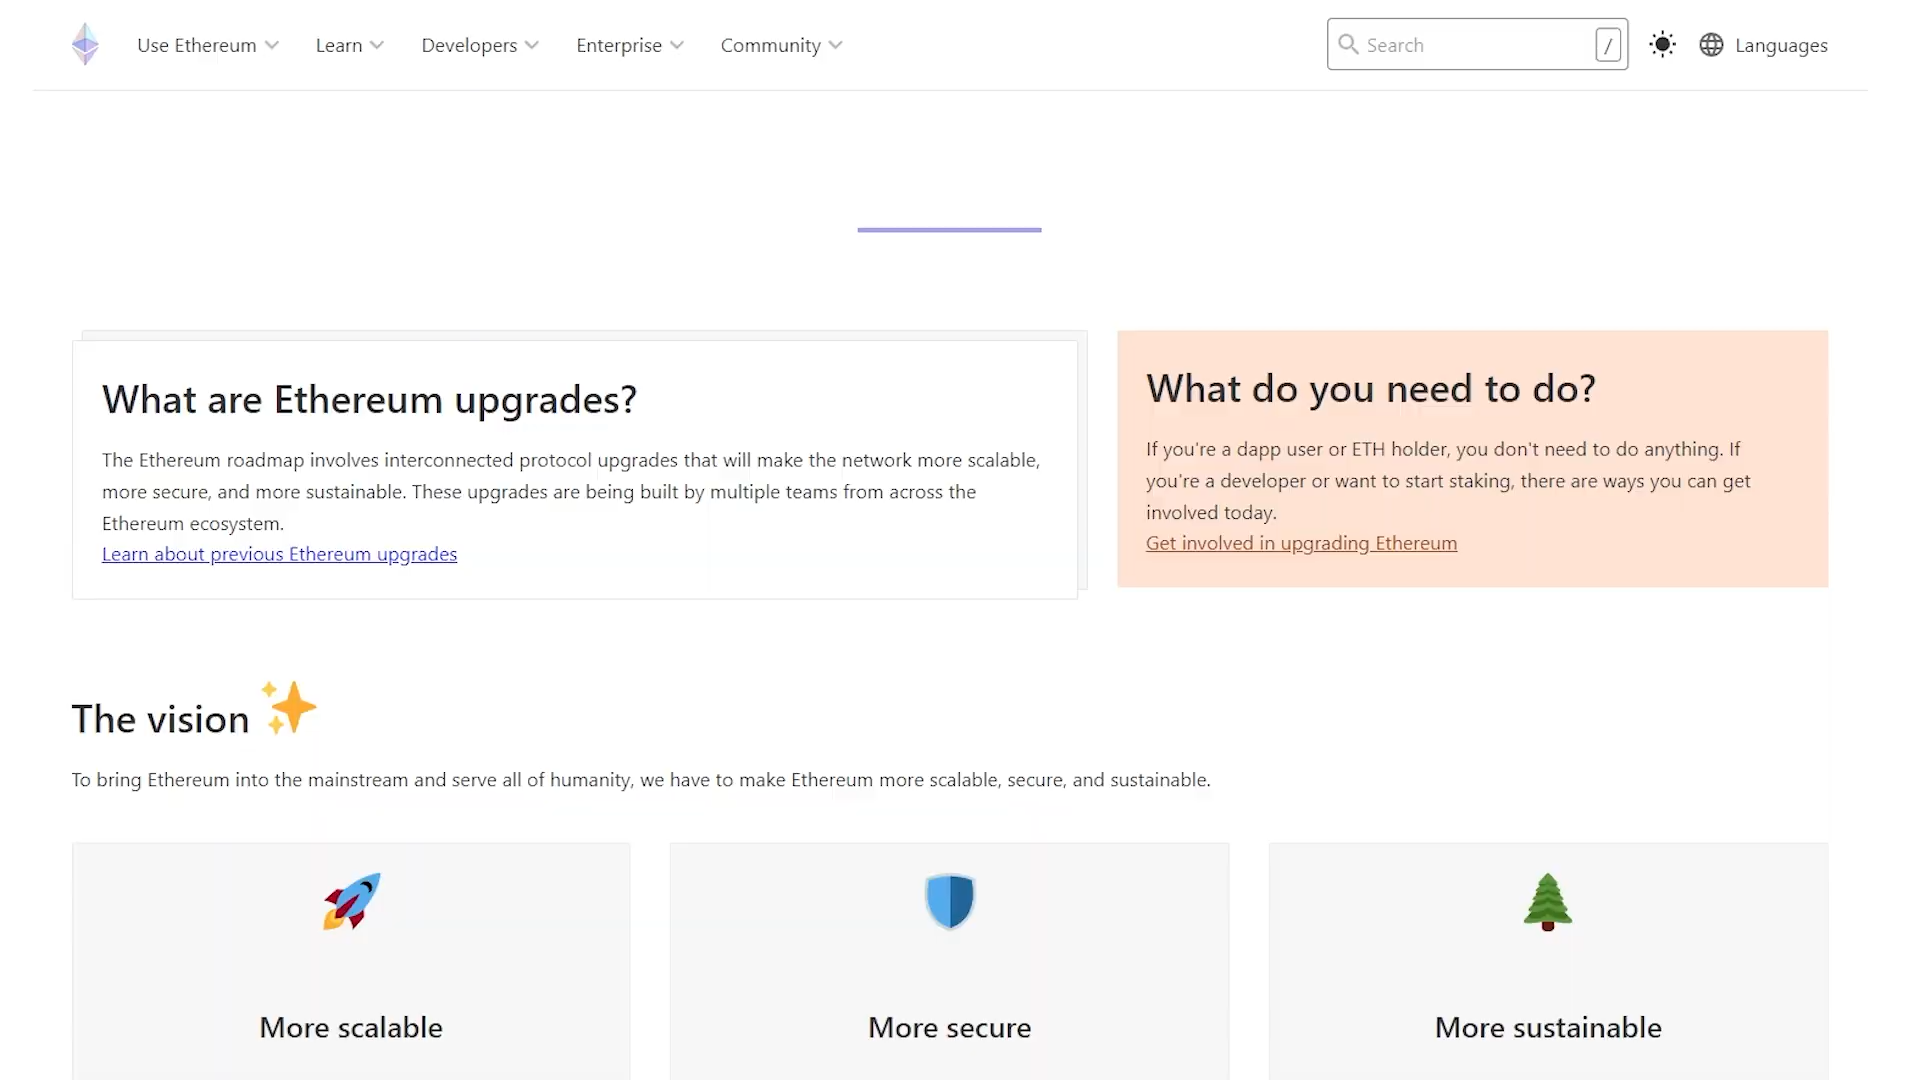 Use Ethereum Learn Developers Enterprise Community Search / Languages
What are Ethereum upgrades?
The Ethereum roadmap involves interconnected protocol upgrades that will make the network more scalable,
more secure, and more sustainable. These upgrades are being built by multiple teams from across the
Ethereum ecosystem.
Learn about previous Ethereum upgrades
What do you need to do?
If you're a dapp user or ETH holder, you don't need to do anything. If
you're a developer or want to start staking, there are ways you can get
involved today.
Get involved in upgrading Ethereum
The vision
To bring Ethereum into the mainstream and serve all of humanity, we have to make Ethereum more scalable, secure, and sustainable.
More scalable
More secure
More sustainable